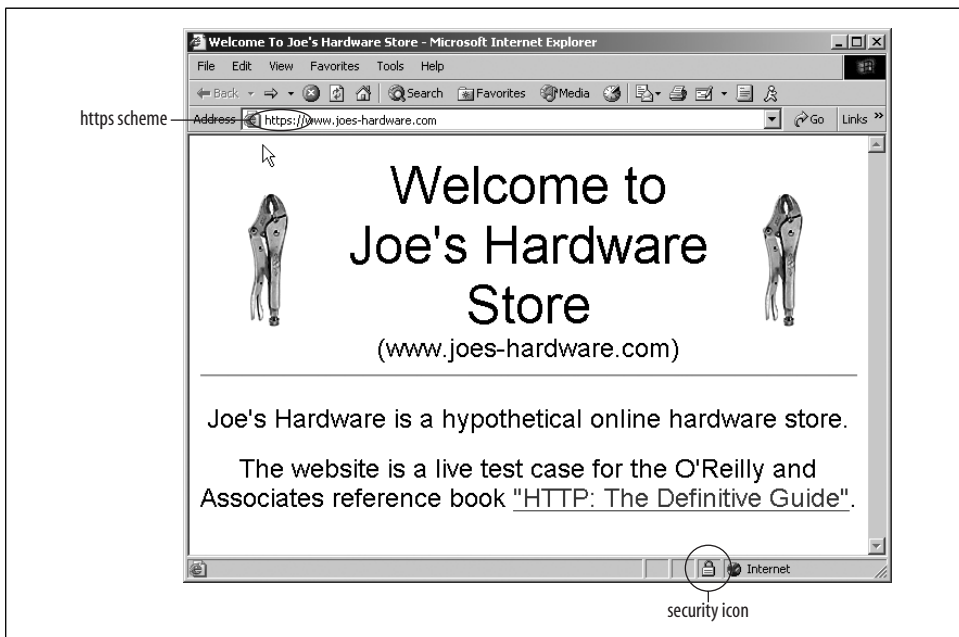 Welcome To Joe's Hardware Store - Microsoft Internet Explorer
File Edit View Favorites Tools Help
Back Search Favorites Media
https scheme
Address https://www.joes-hardware.com Go Links »
Welcome to
Joe's Hardware
Store
(www.joes-hardware.com)
Joe's Hardware is a hypothetical online hardware store.
The website is a live test case for the O'Reilly and
Associates reference book "HTTP: The Definitive Guide".
Internet
security icon